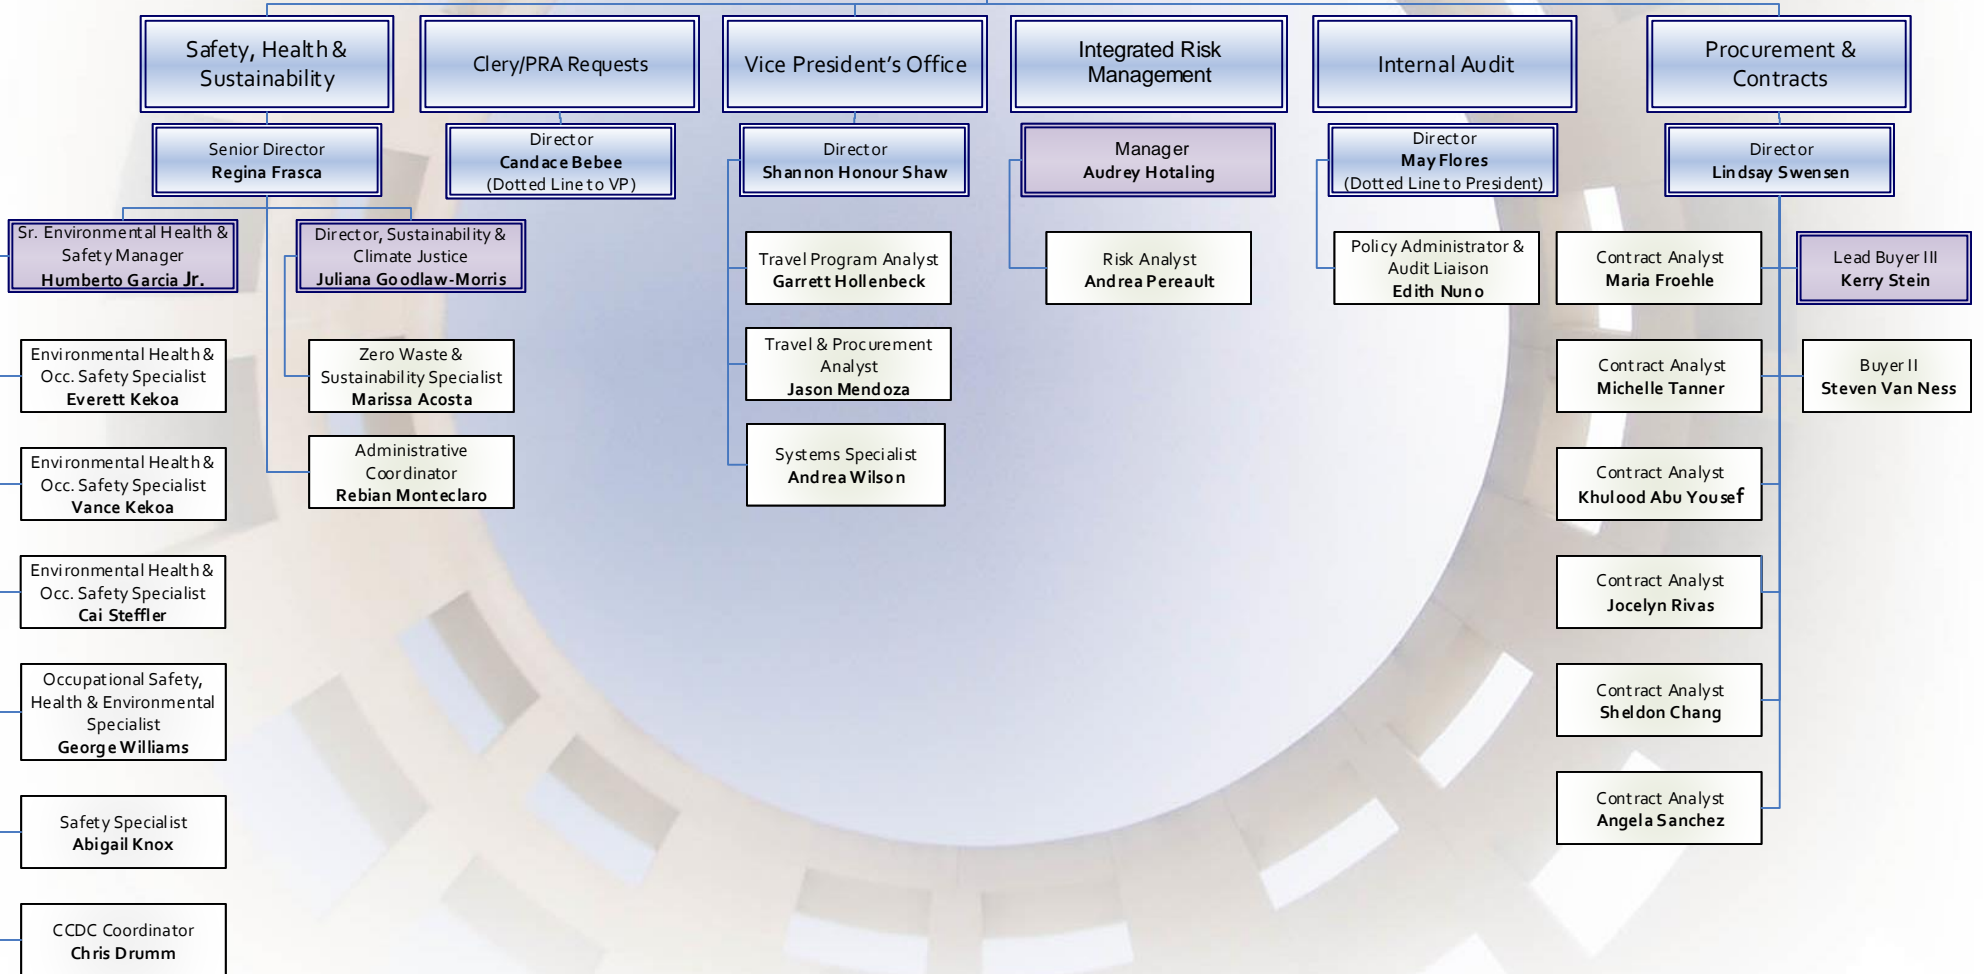 Safety, Health &
Sustainability
Clery/PRA Requests
Vice President's Office
Integrated Risk
Management
Internal Audit
Procurement &
Contracts
Senior Director
Regina Frasca
Director
Candace Bebee
(Dotted Line to VP)
Director
Shannon Honour Shaw
Manager
Audrey Hotaling
Director
May Flores
(Dotted Line to President)
Director
Lindsay Swensen
Sr. Environmental Health &
Safety Manager
Humberto Garcia Jr.
Director, Sustainability &
Climate Justice
Juliana Goodlaw-Morris
Travel Program Analyst
Garrett Hollenbeck
Risk Analyst
Andrea Pereault
Policy Administrator &
Audit Liaison
Edith Nuno
Contract Analyst
Maria Froehle
Lead Buyer III
Kerry Stein
Environmental Health &
Occ. Safety Specialist
Everett Kekoa
Zero Waste &
Sustainability Specialist
Marissa Acosta
Travel & Procurement
Analyst
Jason Mendoza
Contract Analyst
Michelle Tanner
Buyer II
Steven Van Ness
Environmental Health &
Occ. Safety Specialist
Vance Kekoa
Administrative
Coordinator
Rebian Monteclaro
Systems Specialist
Andrea Wilson
Contract Analyst
Khulood Abu Yousef
Environmental Health &
Occ. Safety Specialist
Cai Steffler
Contract Analyst
Jocelyn Rivas
Occupational Safety,
Health & Environmental
Specialist
George Williams
Contract Analyst
Sheldon Chang
Safety Specialist
Abigail Knox
Contract Analyst
Angela Sanchez
CCDC Coordinator
Chris Drumm